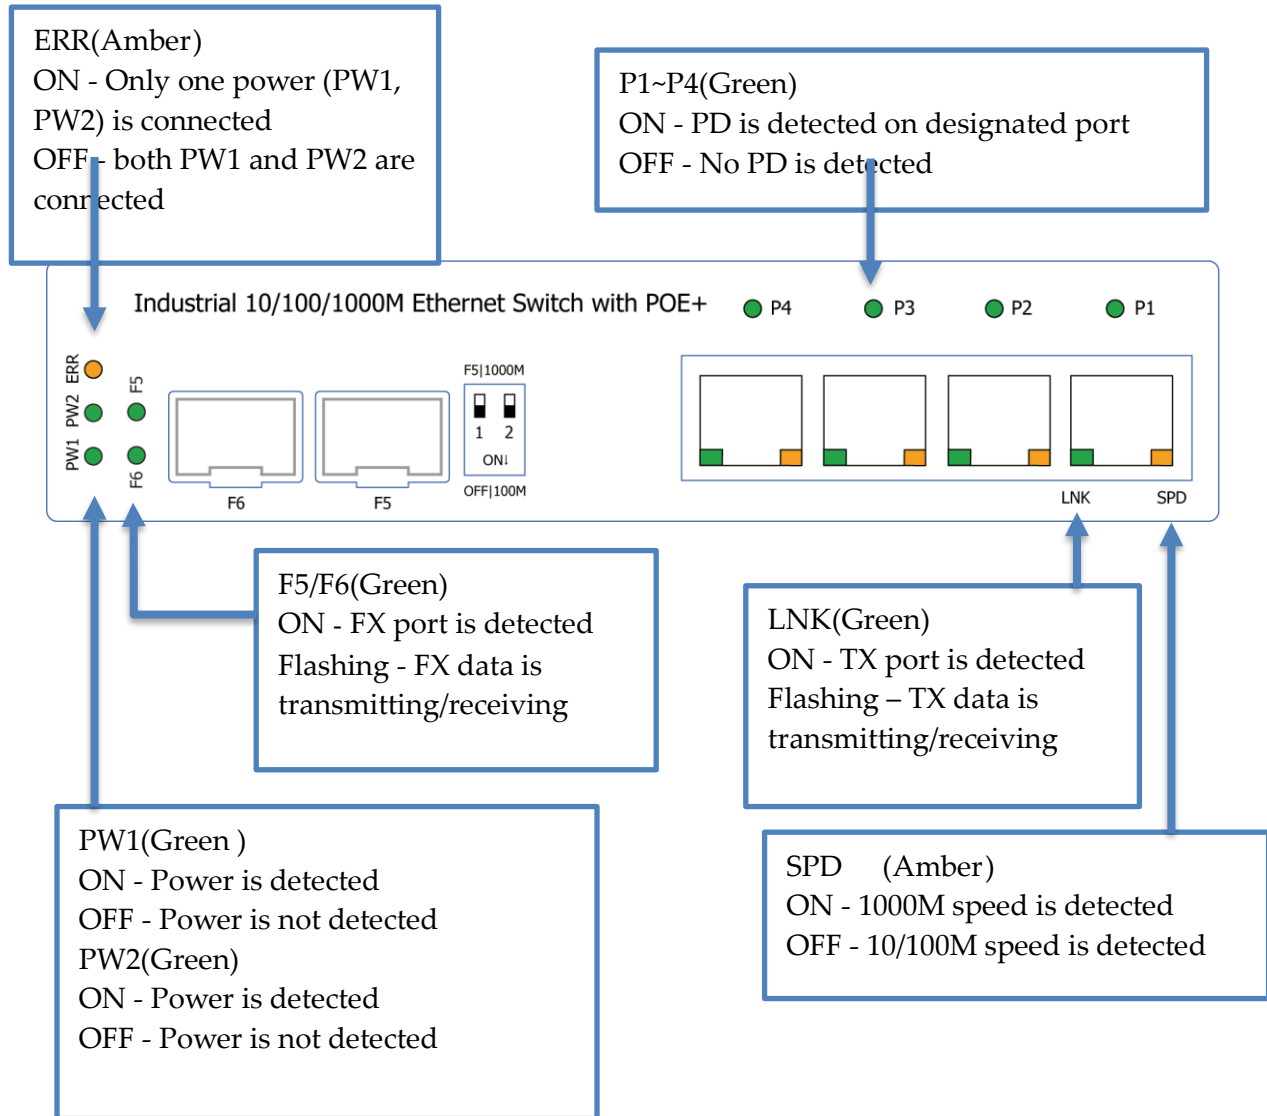 ERR(Amber)
ON - Only one power (PW1,
PW2) is connected
OFF - both PW1 and PW2 are
connected
P1~P4(Green)
ON - PD is detected on designated port
OFF - No PD is detected
Industrial 10/100/1000M Ethernet Switch with POE+
P4
P3
P2
P1
ERR
PW2
PW1
F5
F6
F6
F5
F5|1000M
1 2
ON↓
OFF|100M
LNK
SPD
F5/F6(Green)
ON - FX port is detected
Flashing - FX data is
transmitting/receiving
LNK(Green)
ON - TX port is detected
Flashing – TX data is
transmitting/receiving
PW1(Green )
ON - Power is detected
OFF - Power is not detected
PW2(Green)
ON - Power is detected
OFF - Power is not detected
SPD (Amber)
ON - 1000M speed is detected
OFF - 10/100M speed is detected